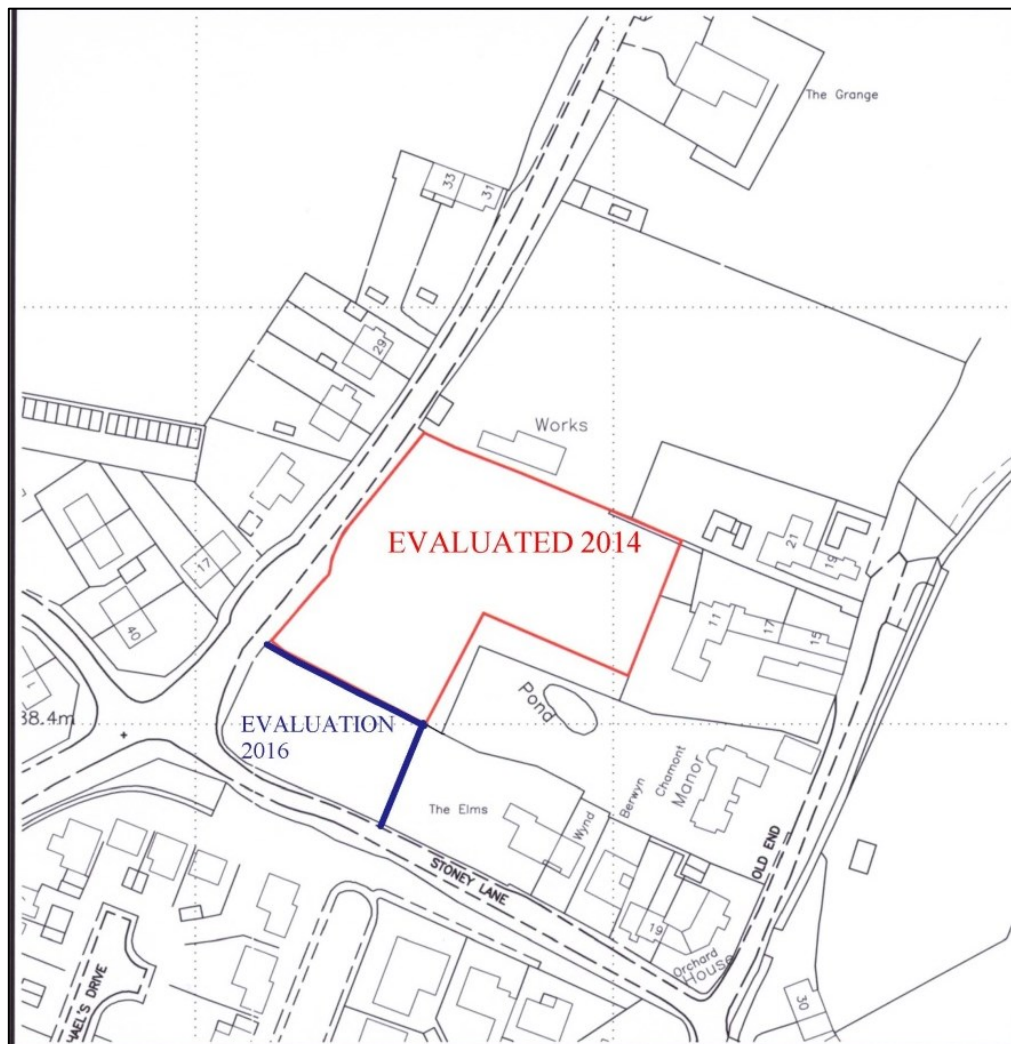 The Grange
33
31
29
Works
EVALUATED 2014
17
40
21
19
11
17
15
Pond
38.4m
EVALUATION
2016
The Elms
Wynd
Berwyn
Chamont
Manor
STONEY LANE
OLD END
19
Orchard
House
HAEL'S DRIVE
30